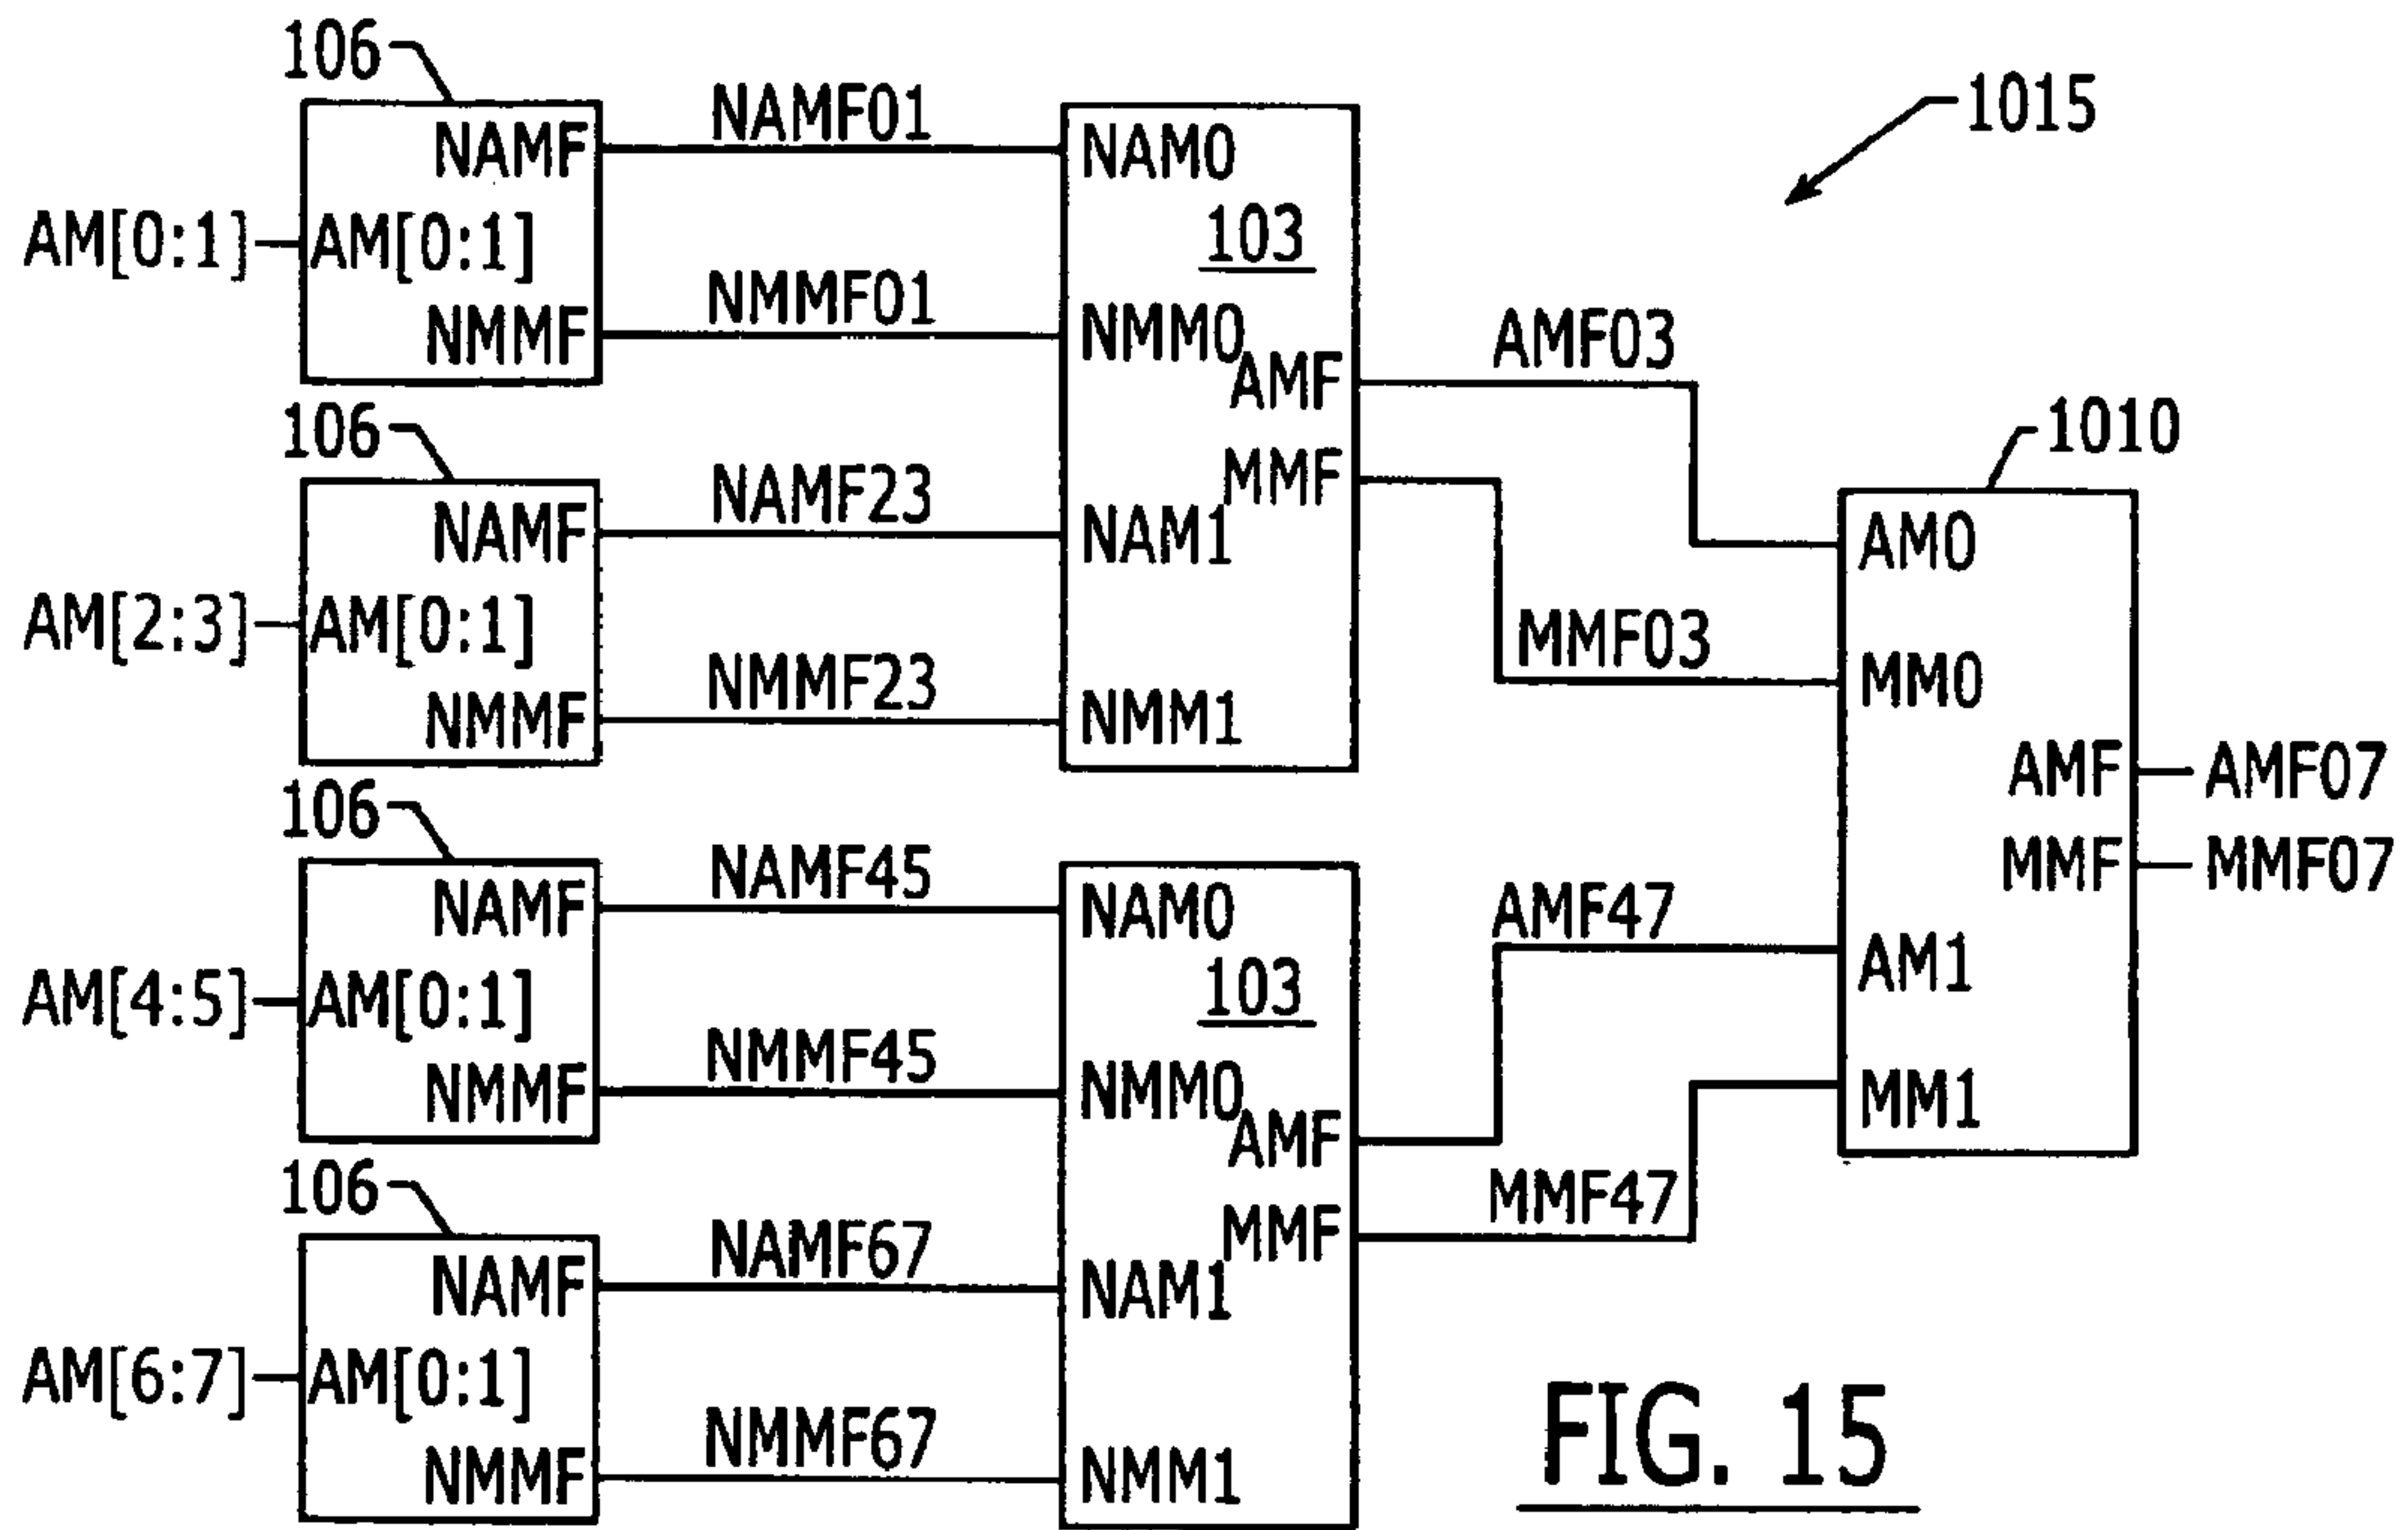 106
NAMF
AM[0:1]
AM[0:1]
NMMF
NAMF01
NMMF01
106
NAMF
AM[2:3]
AM[0:1]
NMMF
NAMF23
NMMF23
NAM0
103
NMM0
AMF
MMF
NAM1
NMM1
106
NAMF
AM[4:5]
AM[0:1]
NMMF
NAMF45
NMMF45
106
NAMF
AM[6:7]
AM[0:1]
NMMF
NAMF67
NMMF67
NAM0
103
NMM0
AMF
MMF
NAM1
NMM1
1015
AMF03
MMF03
AMF47
MMF47
1010
AM0
MM0
AMF
AMF07
MMF
MMF07
AM1
MM1
FIG. 15